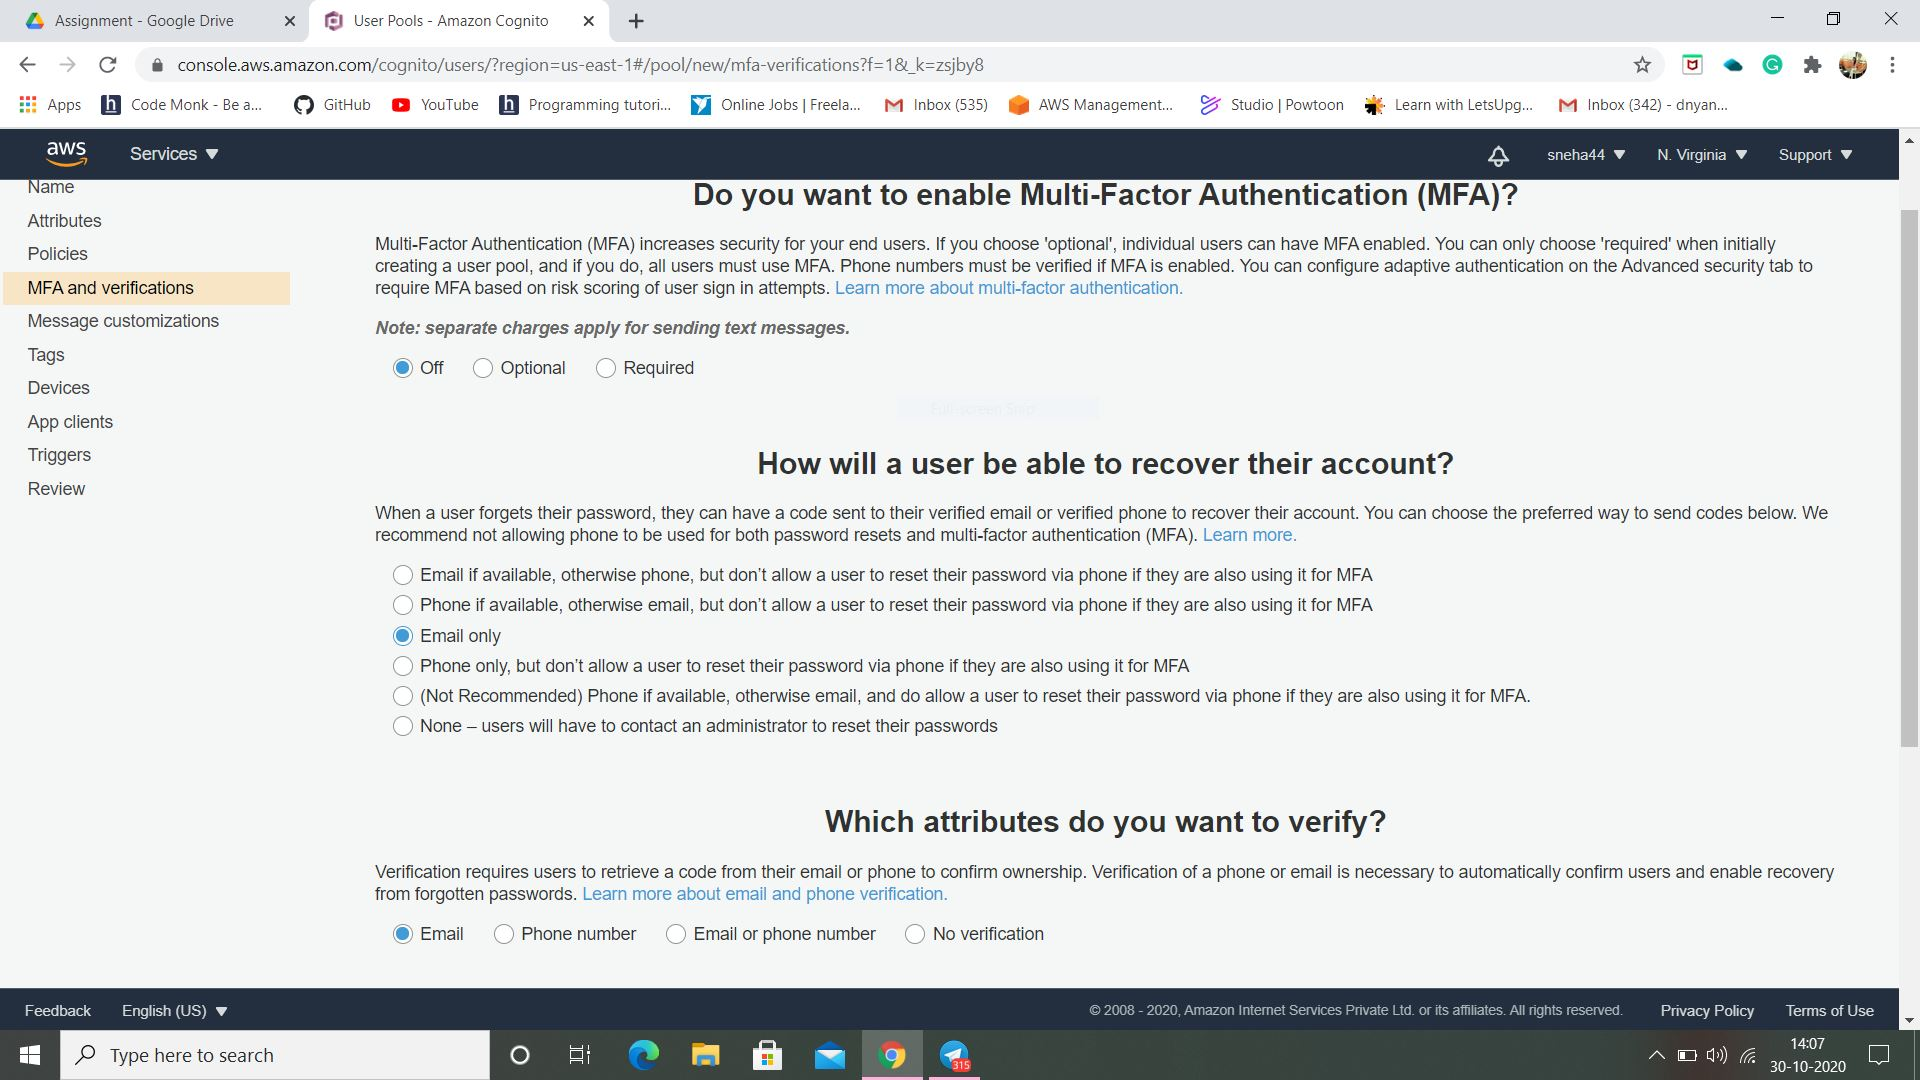 Assignment - Google Drive
User Pools - Amazon Cognito
console.aws.amazon.com/cognito/users/?region=us-east-1#/pool/new/mfa-verifications?f=1&_k=zsjby8
Apps
Code Monk - Be a...
GitHub
YouTube
Programming tutori...
Online Jobs | Freela...
Inbox (535)
AWS Management...
Studio | Powtoon
Learn with LetsUpg...
Inbox (342) - dnyan...
aws
Services
sneha44
N. Virginia
Support
Name
Attributes
Policies
MFA and verifications
Message customizations
Tags
Devices
App clients
Triggers
Review
Do you want to enable Multi-Factor Authentication (MFA)?
Multi-Factor Authentication (MFA) increases security for your end users. If you choose 'optional', individual users can have MFA enabled. You can only choose 'required' when initially
creating a user pool, and if you do, all users must use MFA. Phone numbers must be verified if MFA is enabled. You can configure adaptive authentication on the Advanced security tab to
require MFA based on risk scoring of user sign in attempts. Learn more about multi-factor authentication.
Note: separate charges apply for sending text messages.
Off
Optional
Required
Full-screen Snip
How will a user be able to recover their account?
When a user forgets their password, they can have a code sent to their verified email or verified phone to recover their account. You can choose the preferred way to send codes below. We
recommend not allowing phone to be used for both password resets and multi-factor authentication (MFA). Learn more.
Email if available, otherwise phone, but don’t allow a user to reset their password via phone if they are also using it for MFA
Phone if available, otherwise email, but don’t allow a user to reset their password via phone if they are also using it for MFA
Email only
Phone only, but don’t allow a user to reset their password via phone if they are also using it for MFA
(Not Recommended) Phone if available, otherwise email, and do allow a user to reset their password via phone if they are also using it for MFA.
None – users will have to contact an administrator to reset their passwords
Which attributes do you want to verify?
Verification requires users to retrieve a code from their email or phone to confirm ownership. Verification of a phone or email is necessary to automatically confirm users and enable recovery
from forgotten passwords. Learn more about email and phone verification.
Email
Phone number
Email or phone number
No verification
Feedback
English (US)
© 2008 - 2020, Amazon Internet Services Private Ltd. or its affiliates. All rights reserved.
Privacy Policy
Terms of Use
Type here to search
315
14:07
30-10-2020